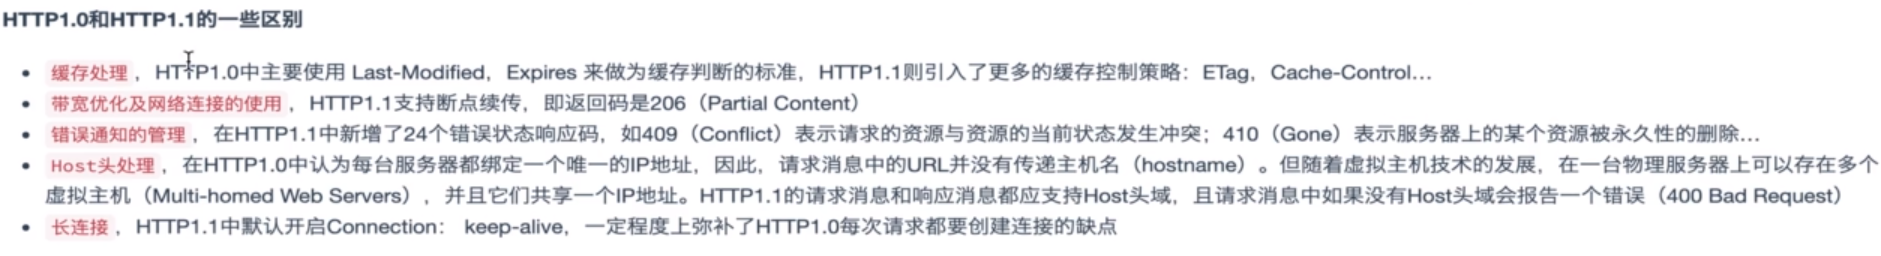 HTTP1.0和HTTP1.1的一些区别
• 缓存处理，HTTP1.0中主要使用 Last-Modified，Expires 来做为缓存判断的标准，HTTP1.1则引入了更多的缓存控制策略：ETag，Cache-Control...
• 带宽优化及网络连接的使用，HTTP1.1支持断点续传，即返回码是206（Partial Content）
• 错误通知的管理，在HTTP1.1中新增了24个错误状态响应码，如409（Conflict）表示请求的资源与资源的当前状态发生冲突；410（Gone）表示服务器上的某个资源被永久性的删除...
• Host头处理，在HTTP1.0中认为每台服务器都绑定一个唯一的IP地址，因此，请求消息中的URL并没有传递主机名（hostname）。但随着虚拟主机技术的发展，在一台物理服务器上可以存在多个
虚拟主机（Multi-homed Web Servers），并且它们共享一个IP地址。HTTP1.1的请求消息和响应消息都应支持Host头域，且请求消息中如果没有Host头域会报告一个错误（400 Bad Request）
• 长连接，HTTP1.1中默认开启Connection： keep-alive，一定程度上弥补了HTTP1.0每次请求都要创建连接的缺点